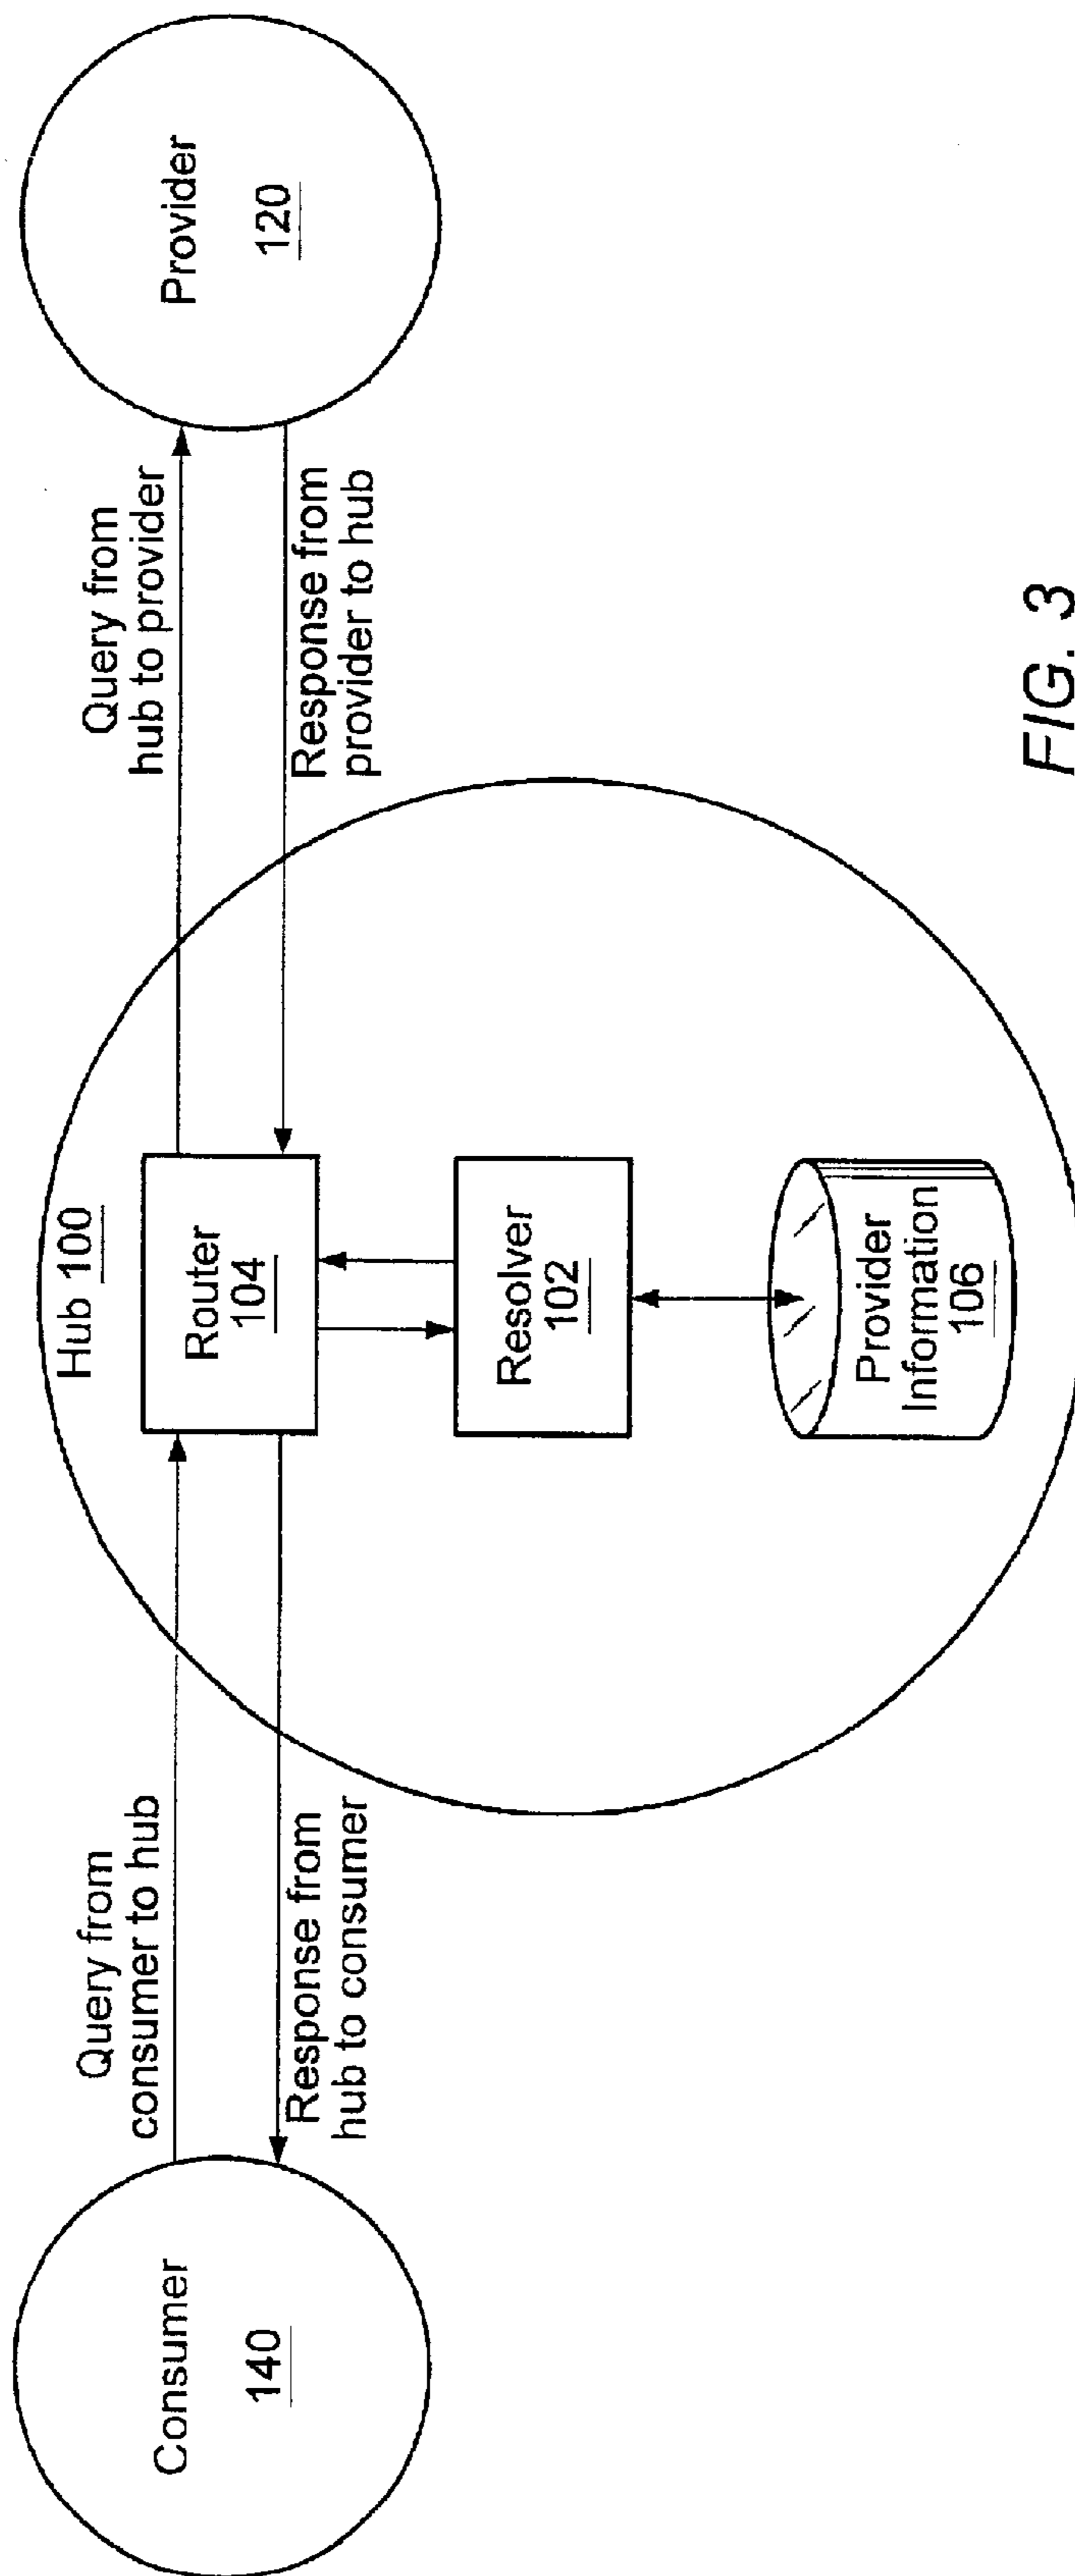 Consumer
140
Query from
consumer to hub
Response from
hub to consumer
Hub 100
Router
104
Resolver
102
Provider
Information
106
Query from
hub to provider
Response from
provider to hub
Provider
120
FIG. 3